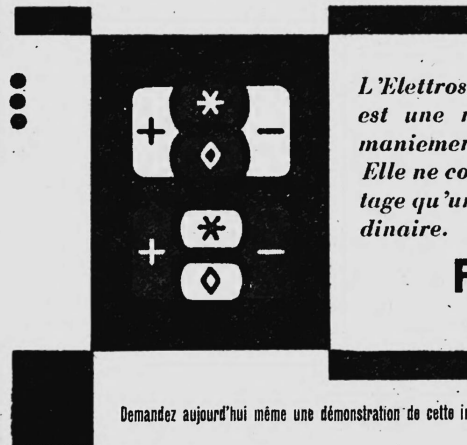 L'Elettros
est une
maniemen
Elle ne co
tage qu'un
dinaire.
Demandez aujourd'hui même une démonstration de cette